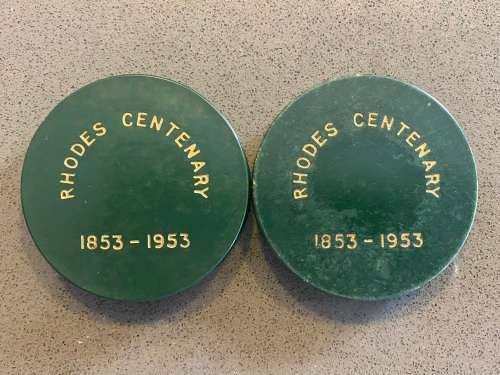 RHODES CENTENARY
1853 - 1953
RHODES CENTENARY
1853 - 1953